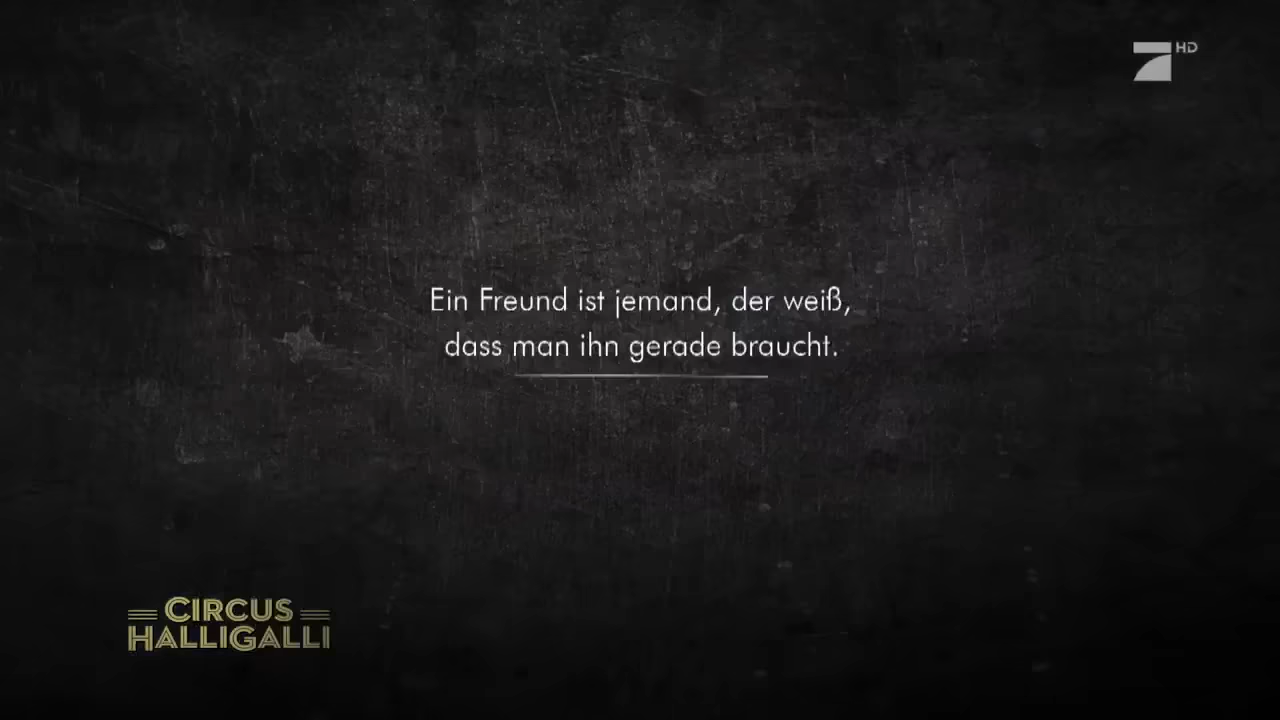 HD
Ein Freund ist jemand, der weiß,
dass man ihn gerade braucht.
CIRCUS
HALLIGALLI